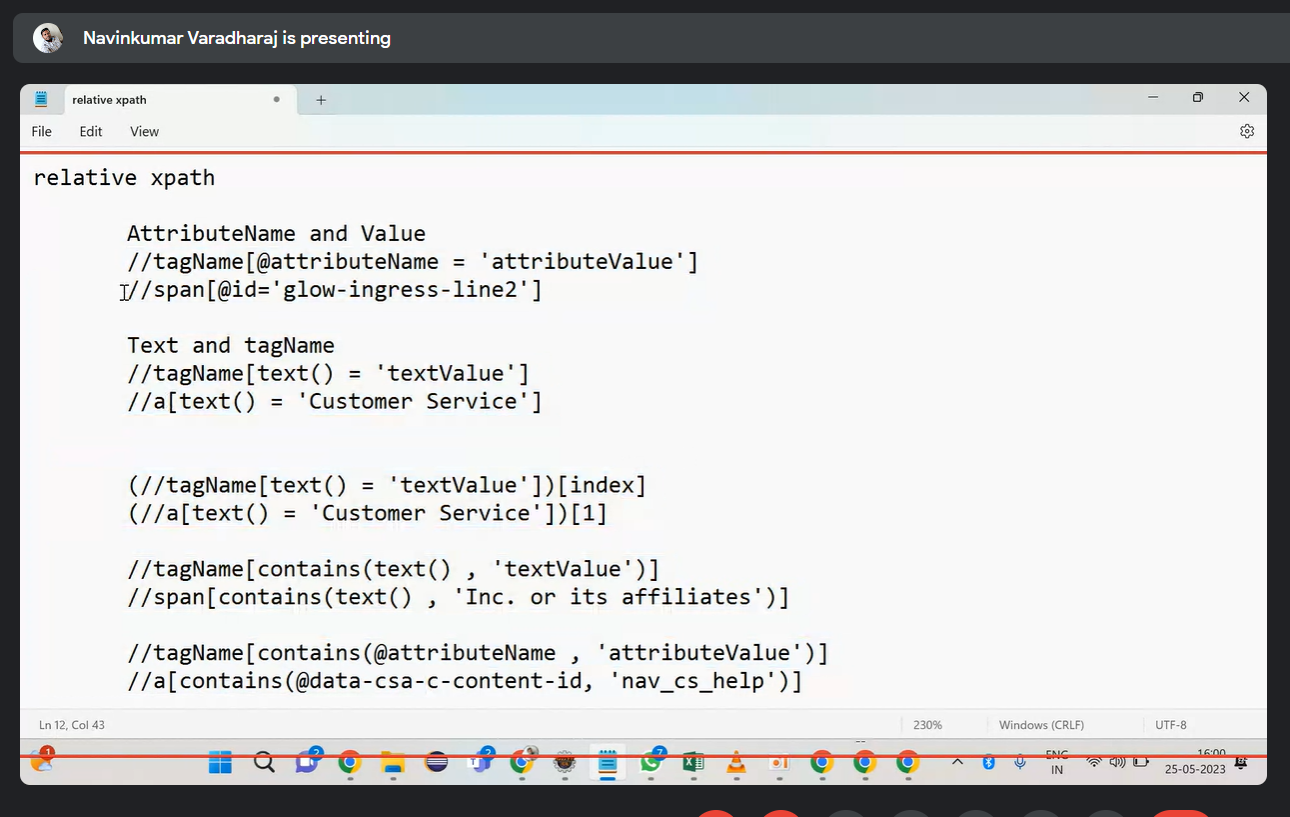 Navinkumar Varadharaj is presenting
relative xpath
File Edit View
relative xpath
AttributeName and Value
//tagName[@attributeName = 'attributeValue']
//span[@id='glow-ingress-line2']
Text and tagName
//tagName[text() = 'textValue']
//a[text() = 'Customer Service']
(//tagName[text() = 'textValue'])[index]
(//a[text() = 'Customer Service'])[1]
//tagName[contains(text() , 'textValue')]
//span[contains(text() , 'Inc. or its affiliates')]
//tagName[contains(@attributeName , 'attributeValue')]
//a[contains(@data-csa-c-content-id, 'nav_cs_help')]
Ln 12, Col 43 230% Windows (CRLF) UTF-8
1 2 2 7
ENG
IN
16:00
25-05-2023